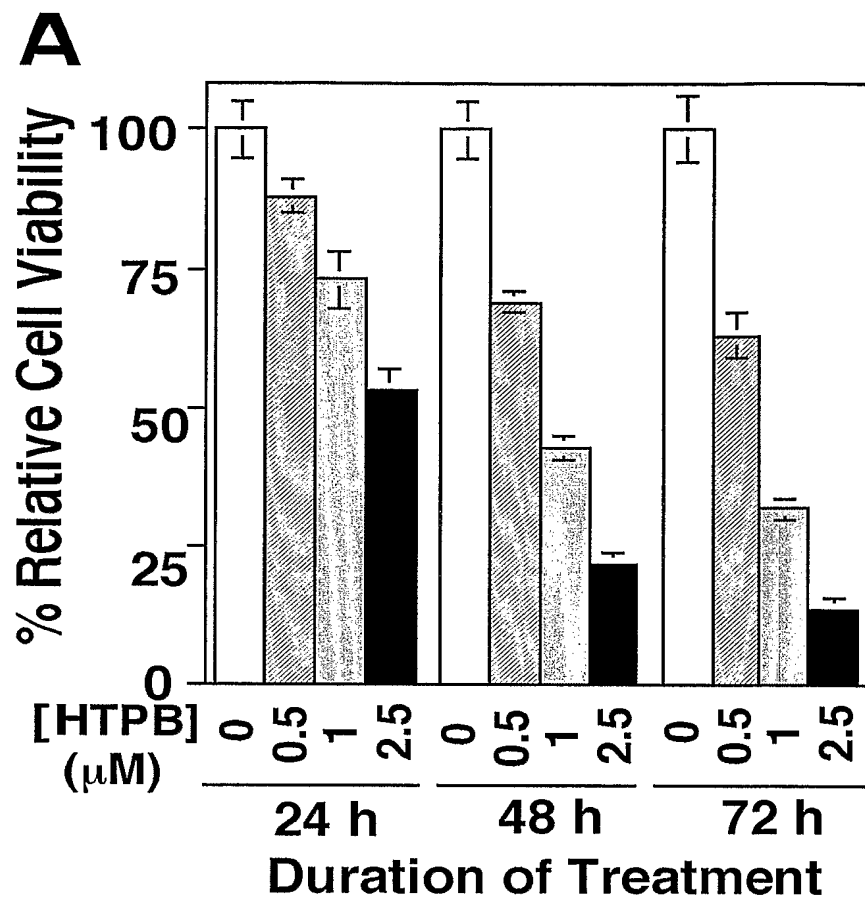 A
% Relative Cell Viability
100
75
50
25
0
[HTPB] 0 0.5 1 2.5 0 0.5 1 2.5 0 0.5 1 2.5
(μM)
24 h 48 h 72 h
Duration of Treatment